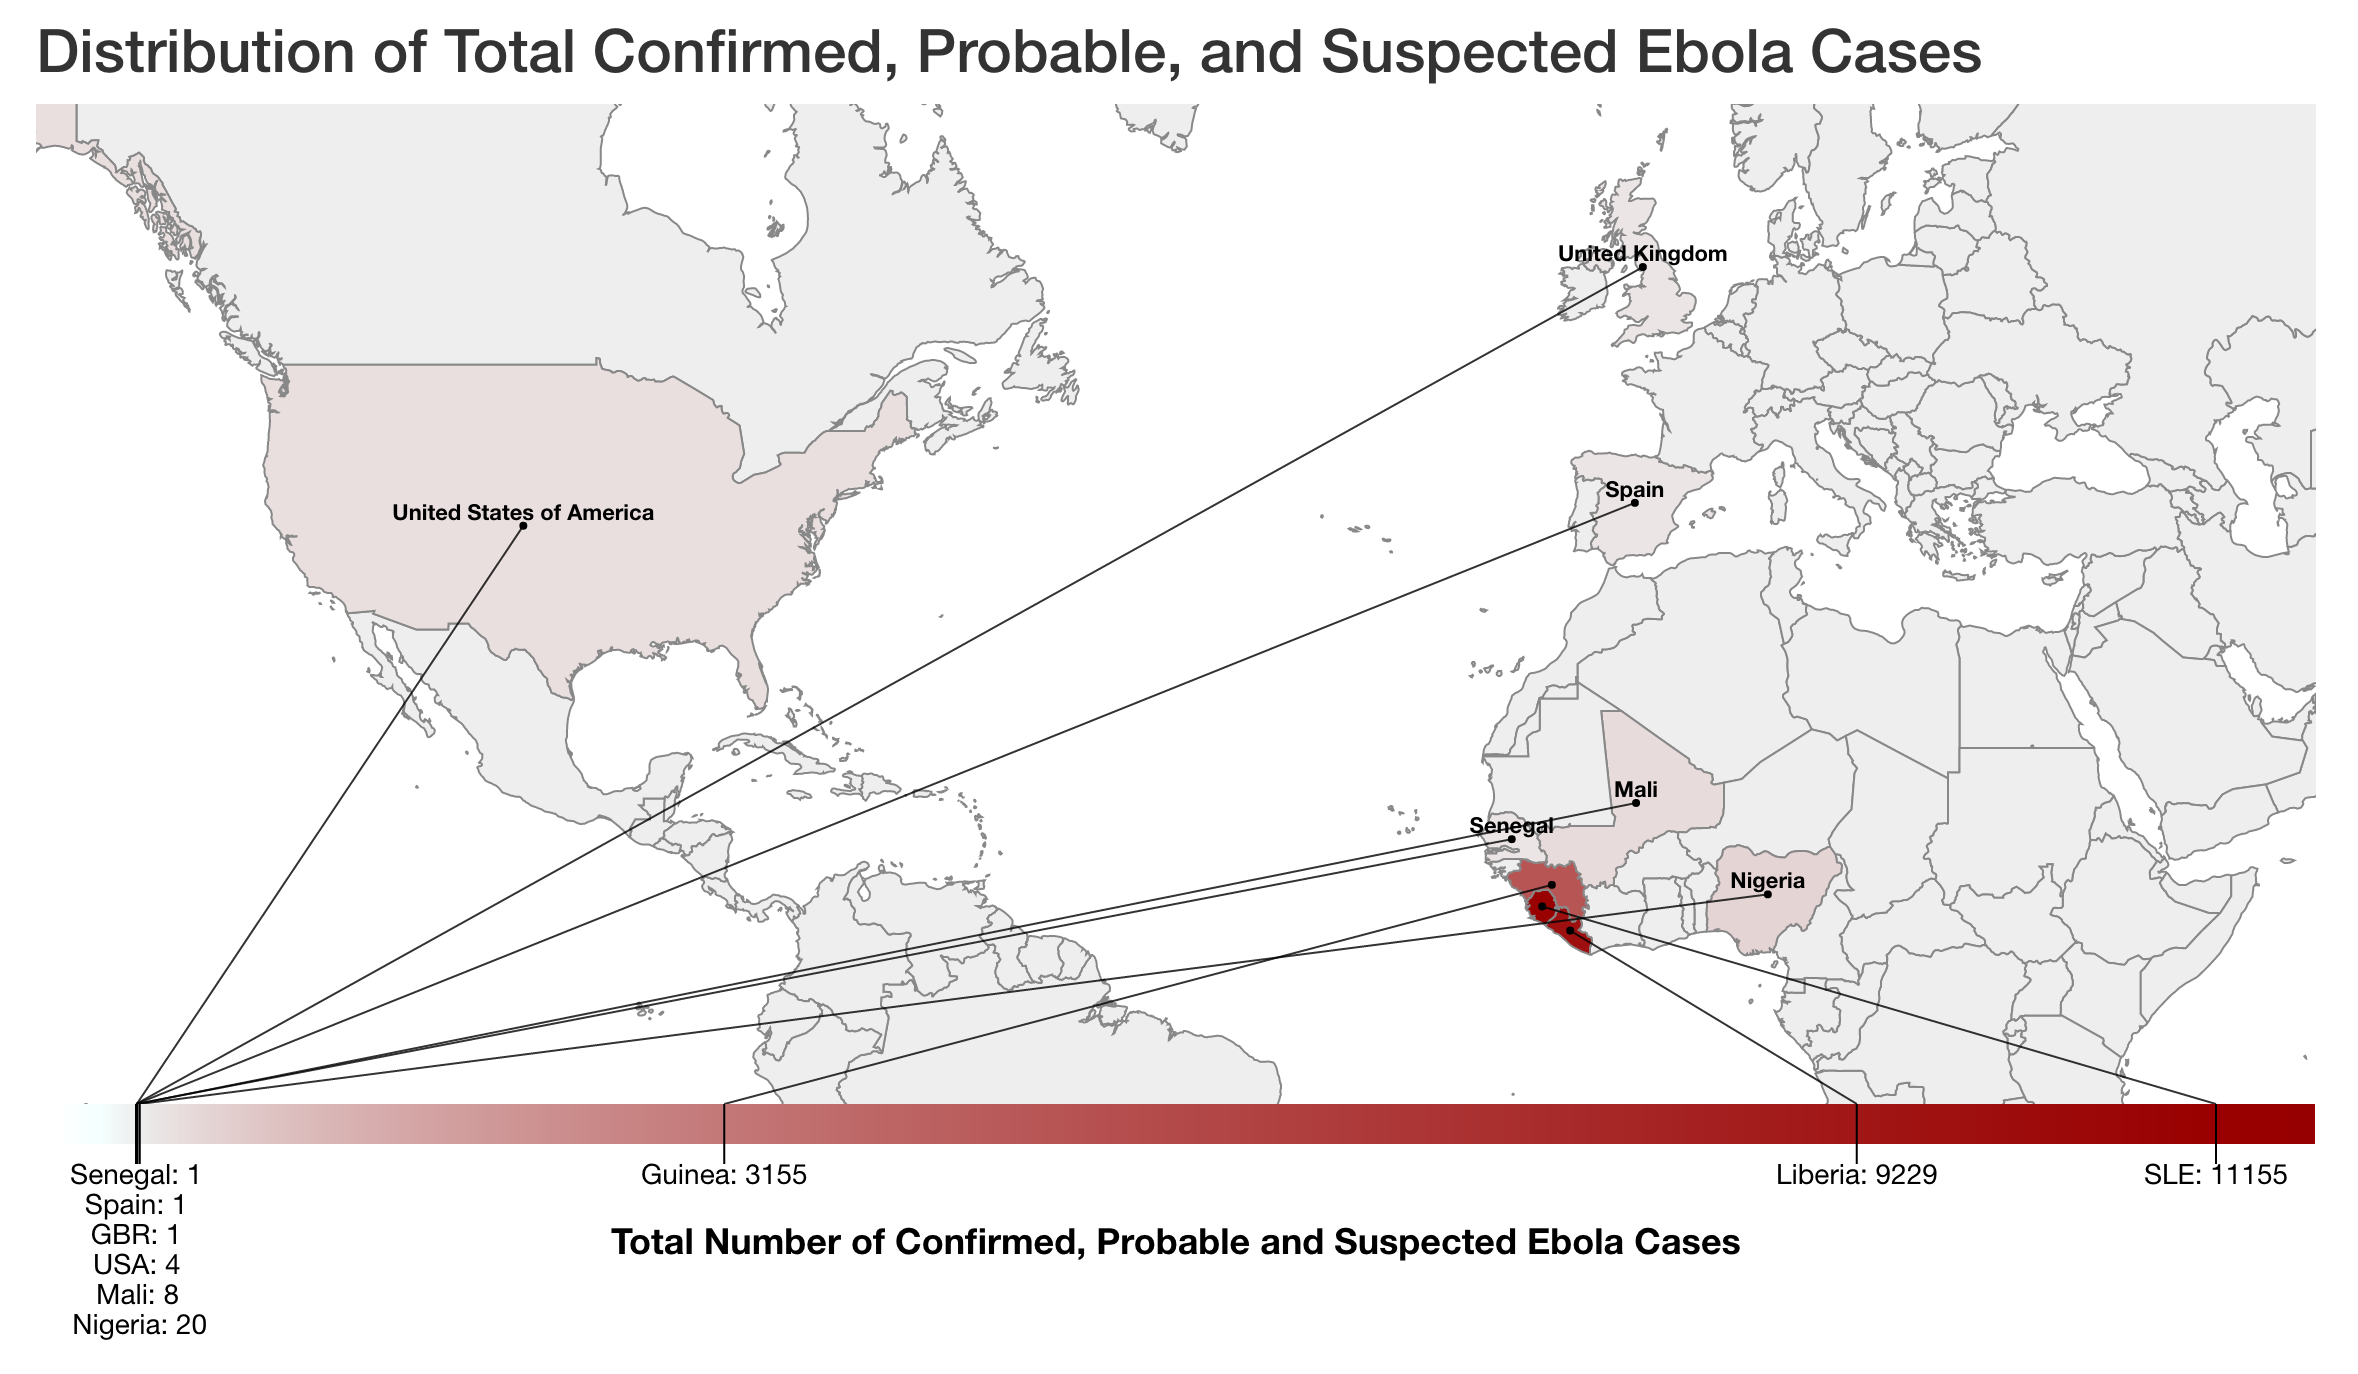 Distribution of Total Confirmed, Probable, and Suspected Ebola Cases
United Kingdom
Spain
United States of America
Mali
Senegal
Nigeria
Senegal: 1
Spain: 1
GBR: 1
USA: 4
Mali: 8
Nigeria: 20
Guinea: 3155
Liberia: 9229
SLE: 11155
Total Number of Confirmed, Probable and Suspected Ebola Cases